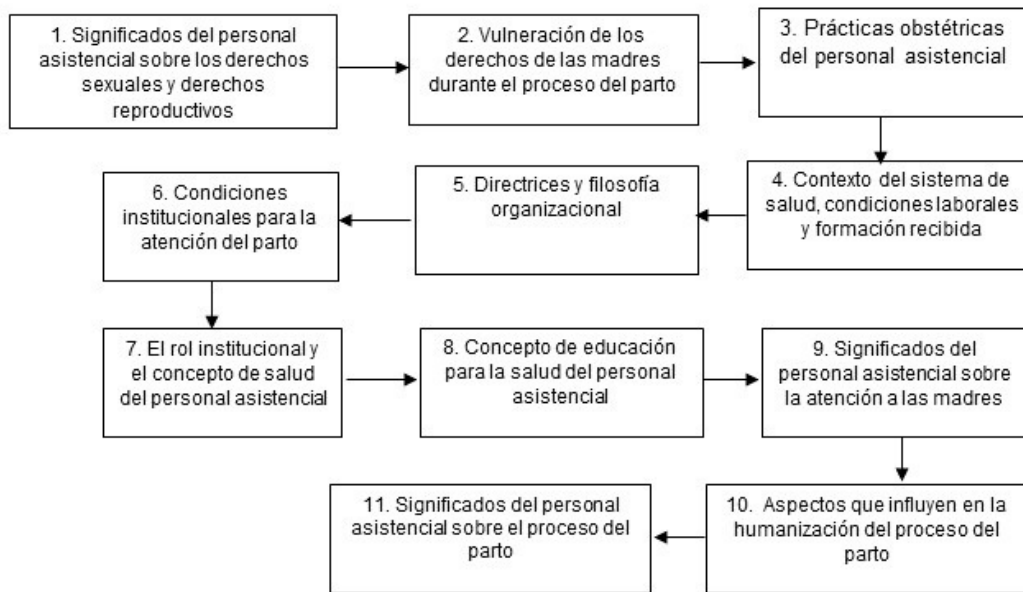 1. Significados del personal
asistencial sobre los derechos
sexuales y derechos
reproductivos
2. Vulneración de los
derechos de las madres
durante el proceso del parto
3. Prácticas obstétricas
del personal asistencial
4. Contexto del sistema de
salud, condiciones laborales
y formación recibida
5. Directrices y filosofía
organizacional
6. Condiciones
institucionales para la
atención del parto
7. El rol institucional y
el concepto de salud
del personal asistencial
8. Concepto de educación
para la salud del personal
asistencial
9. Significados del
personal asistencial sobre
la atención a las madres
10. Aspectos que influyen en la
humanización del proceso del
parto
11. Significados del personal
asistencial sobre el proceso del
parto